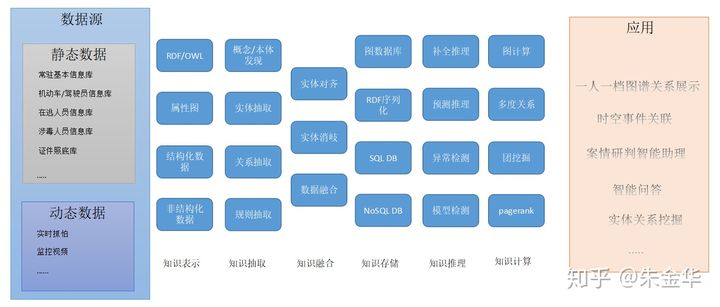 数据源
静态数据
常驻基本信息库
机动车/驾驶员信息库
在逃人员信息库
涉毒人员信息库
证件照底库
.....
动态数据
实时抓拍
监控视频
......
RDF/OWL
属性图
结构化数据
非结构化
数据
知识表示
概念/本体
发现
实体抽取
关系抽取
规则抽取
知识抽取
实体对齐
实体消歧
数据融合
知识融合
图数据库
RDF序列
化
SQL DB
NoSQL DB
知识存储
补全推理
预测推理
异常检测
模型检测
知识推理
图计算
多度关系
团挖掘
pagerank
知识计算
应用
一人一档图谱关系展示
时空事件关联
案情研判智能助理
智能问答
实体关系挖掘
.....
知乎 @朱金华